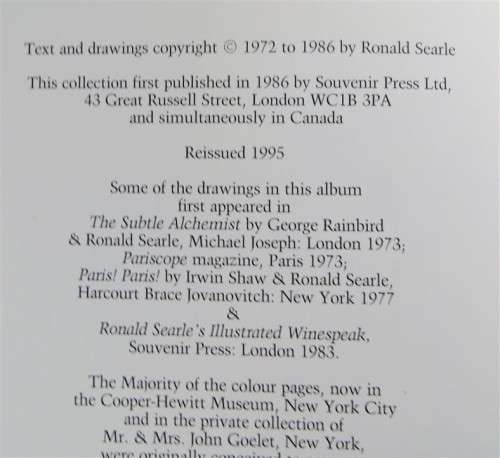 Text and drawings copyright © 1972 to 1986 by Ronald Searle
This collection first published in 1986 by Souvenir Press Ltd,
43 Great Russell Street, London WC1B 3PA
and simultaneously in Canada
Reissued 1995
Some of the drawings in this album
first appeared in
The Subtle Alchemist by George Rainbird
& Ronald Searle, Michael Joseph: London 1973;
Pariscope magazine, Paris 1973;
Paris! Paris! by Irwin Shaw & Ronald Searle,
Harcourt Brace Jovanovitch: New York 1977
&
Ronald Searle's Illustrated Winespeak,
Souvenir Press: London 1983.
The Majority of the colour pages, now in
the Cooper-Hewitt Museum, New York City
and in the private collection of
Mr. & Mrs. John Goelet, New York,
were originally conceived